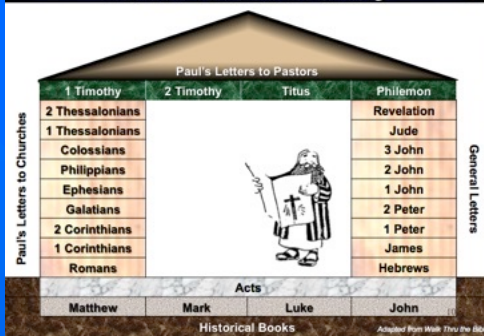 Paul's Letters to Pastors
1 Timothy 2 Timothy Titus Philemon
Paul's Letters to Churches
2 Thessalonians
1 Thessalonians
Colossians
Philippians
Ephesians
Galatians
2 Corinthians
1 Corinthians
Romans
Revelation
Jude
3 John
2 John
1 John
2 Peter
1 Peter
James
Hebrews
General Letters
Acts
Matthew Mark Luke John
Historical Books
Adapted from Walk Thru the Bible